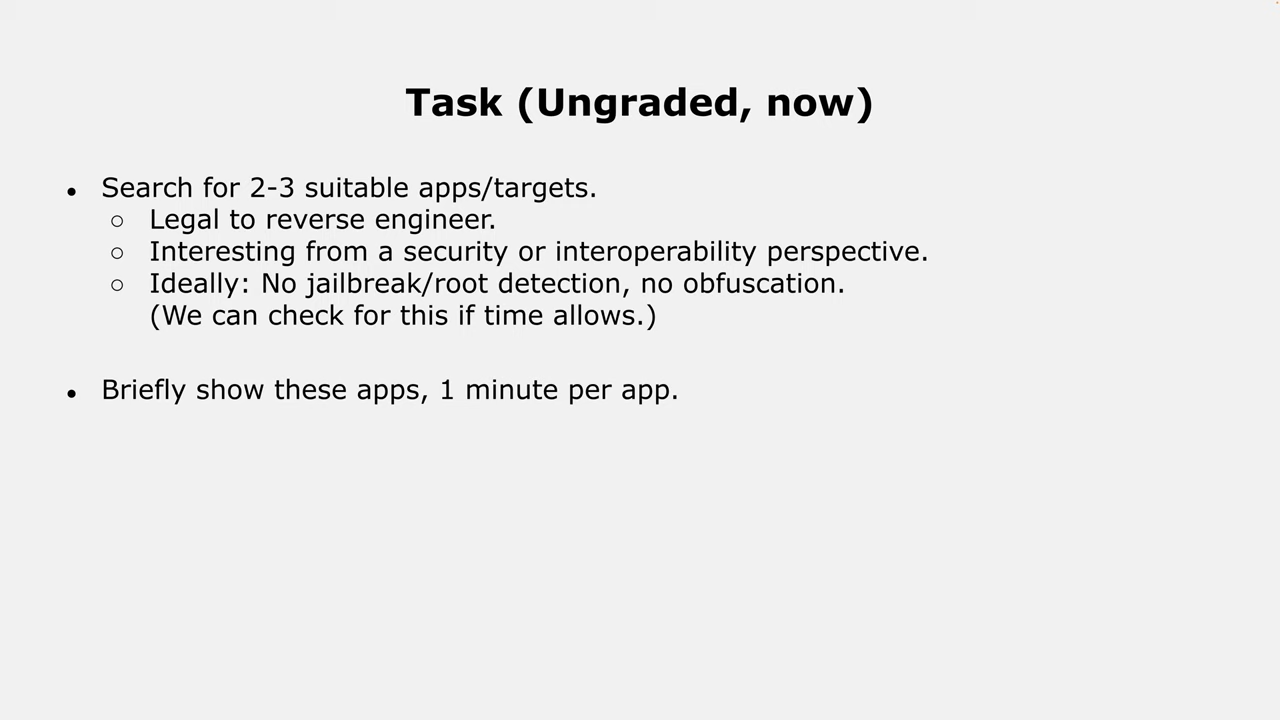 Task (Ungraded, now)
● Search for 2-3 suitable apps/targets.
○ Legal to reverse engineer.
○ Interesting from a security or interoperability perspective.
○ Ideally: No jailbreak/root detection, no obfuscation.
(We can check for this if time allows.)
● Briefly show these apps, 1 minute per app.